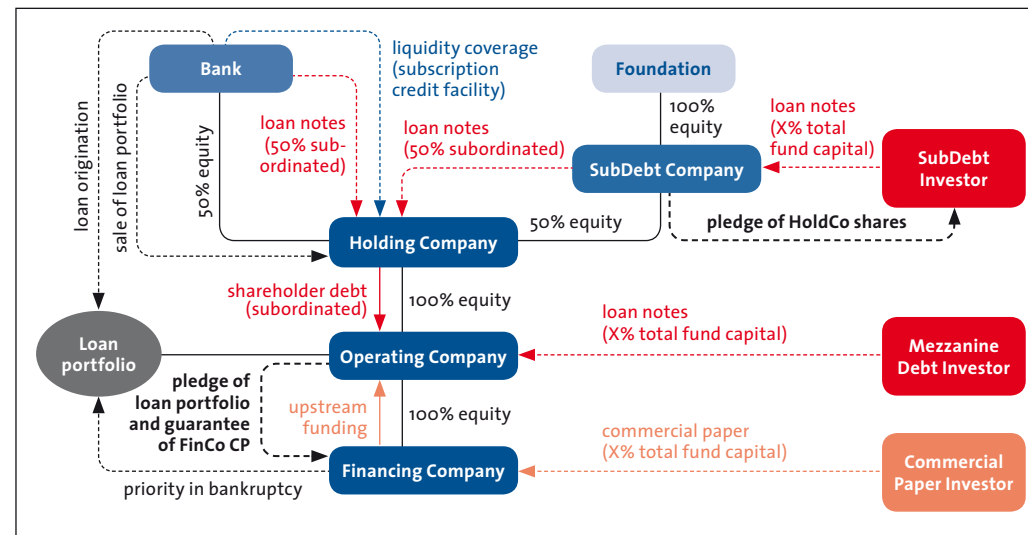 Bank
liquidity coverage
(subscription
credit facility)
Foundation
loan origination
sale of loan portfolio
50% equity
loan notes
(50% sub-
ordinated)
loan notes
(50% subordinated)
100%
equity
loan notes
(X% total
fund capital)
SubDebt Company
SubDebt
Investor
pledge of HoldCo shares
50% equity
Holding Company
shareholder debt
(subordinated)
100% equity
loan notes
(X% total fund capital)
Loan
portfolio
Operating Company
Mezzanine
Debt Investor
pledge of
loan portfolio
and guarantee
of FinCo CP
upstream
funding
100% equity
commercial paper
(X% total fund capital)
Financing Company
Commercial
Paper Investor
priority in bankruptcy